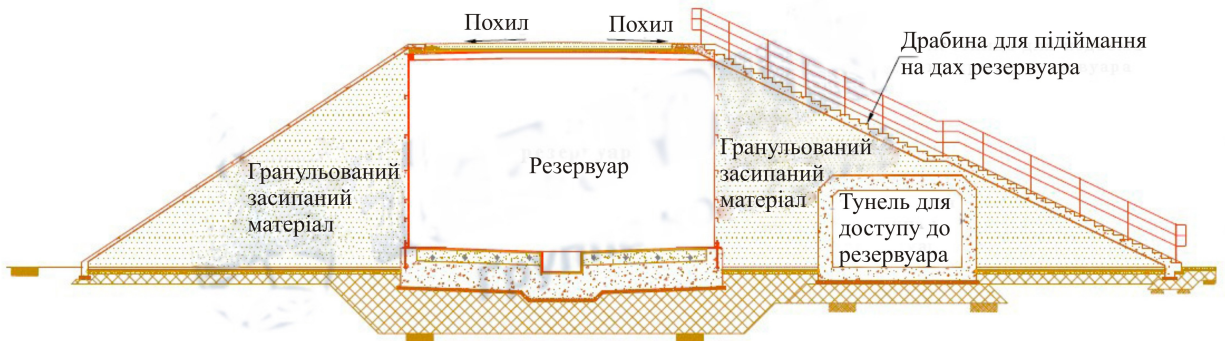 Похил
Похил
Драбина для підіймання
на дах резервуара
Гранульований
засипаний
матеріал
Резервуар
Гранульований
засипаний
матеріал
Тунель для
доступу до
резервуара